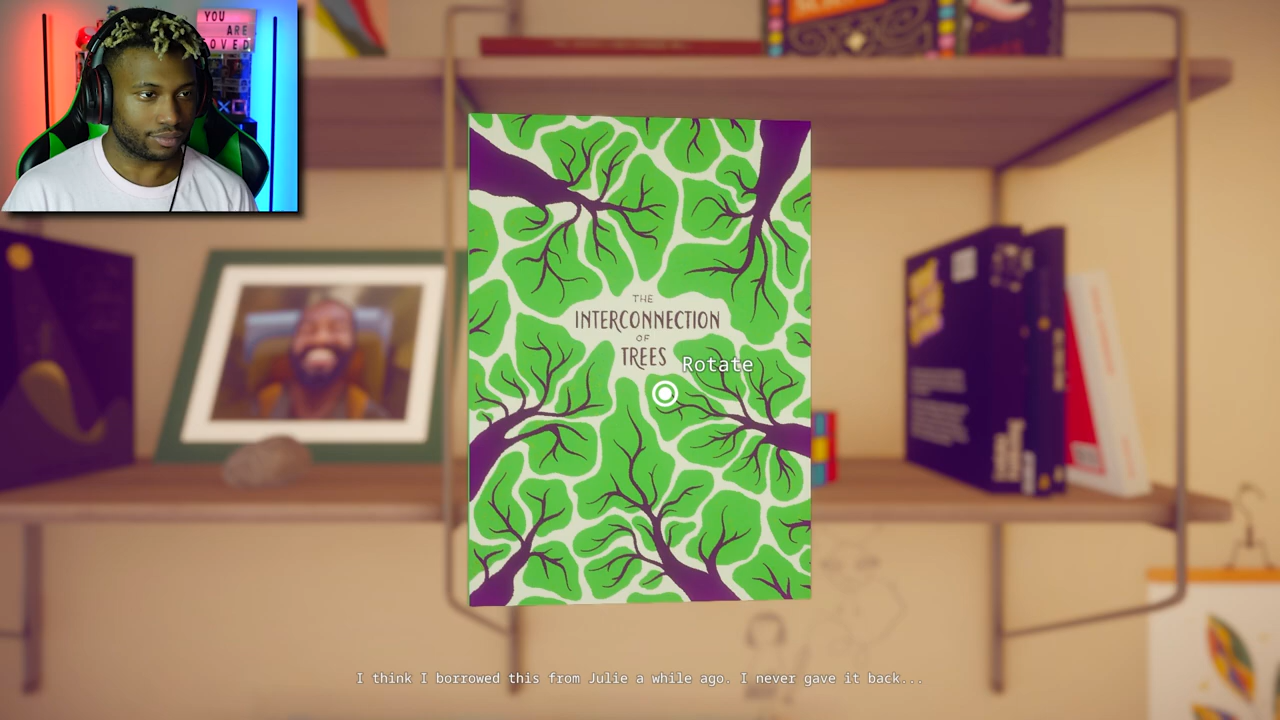 YOU
ARE
LOVED
THE
INTERCONNECTION
OF
TREES
Rotate
I think I borrowed this from Julie a while ago. I never gave it back...